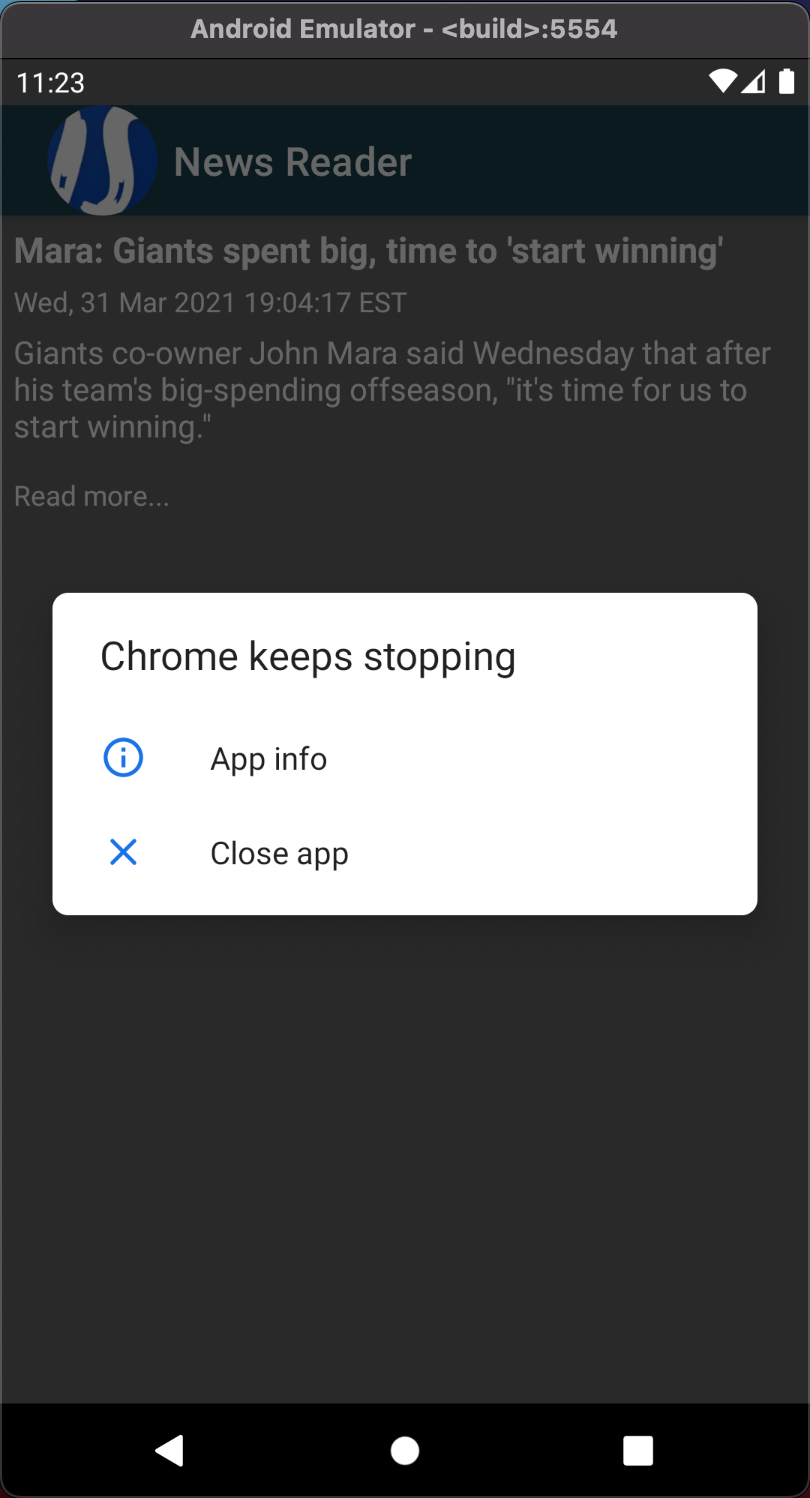 Android Emulator - <build>:5554
11:23
News Reader
Mara: Giants spent big, time to 'start winning'
Wed, 31 Mar 2021 19:04:17 EST
Giants co-owner John Mara said Wednesday that after
his team's big-spending offseason, "it's time for us to
start winning."
Read more...
Chrome keeps stopping
App info
Close app